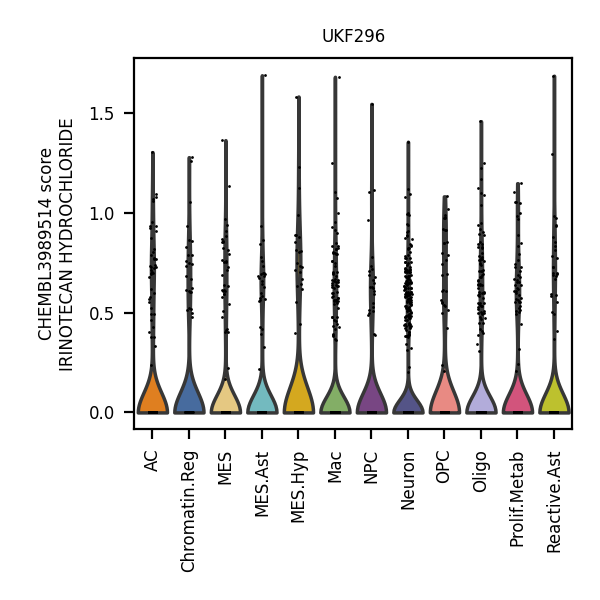 UKF296
CHEMBL3989514 score
IRINOTECAN HYDROCHLORIDE
1.5
1.0
0.5
0.0
AC
Chromatin.Reg
MES
MES.Ast
MES.Hyp
Mac
NPC
Neuron
OPC
Oligo
Prolif.Metab
Reactive.Ast